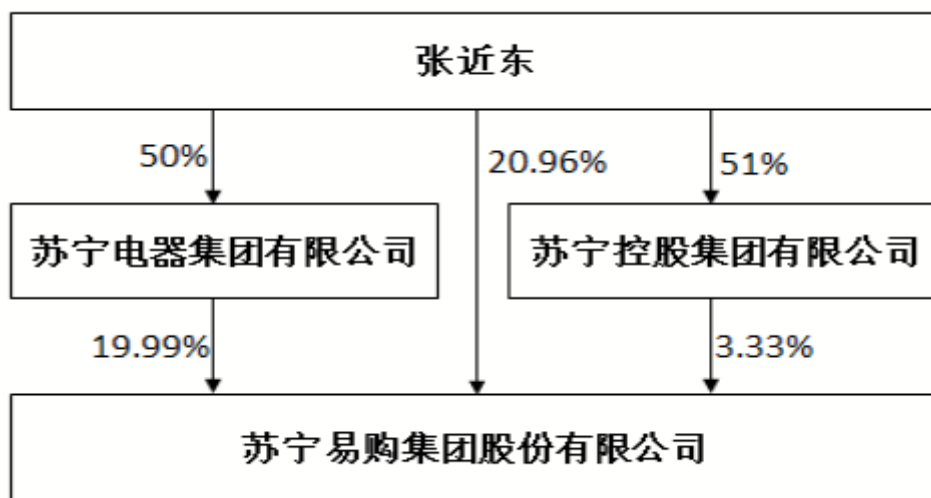 张近东
50%
20.96%
51%
苏宁电器集团有限公司
苏宁控股集团有限公司
19.99%
3.33%
苏宁易购集团股份有限公司